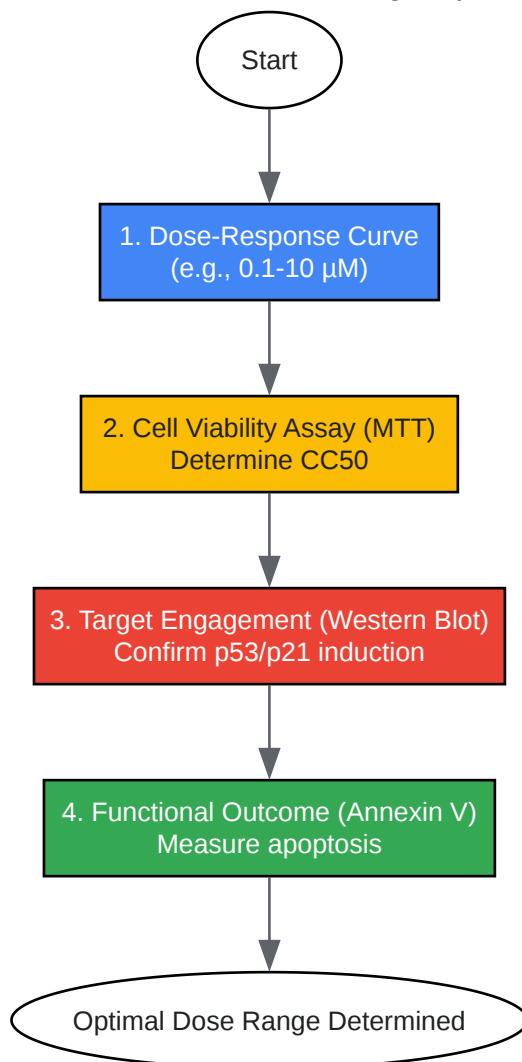 Start
1. Dose-Response Curve
(e.g., 0.1-10 µM)
2. Cell Viability Assay (MTT)
Determine CC50
3. Target Engagement (Western Blot)
Confirm p53/p21 induction
4. Functional Outcome (Annexin V)
Measure apoptosis
Optimal Dose Range Determined